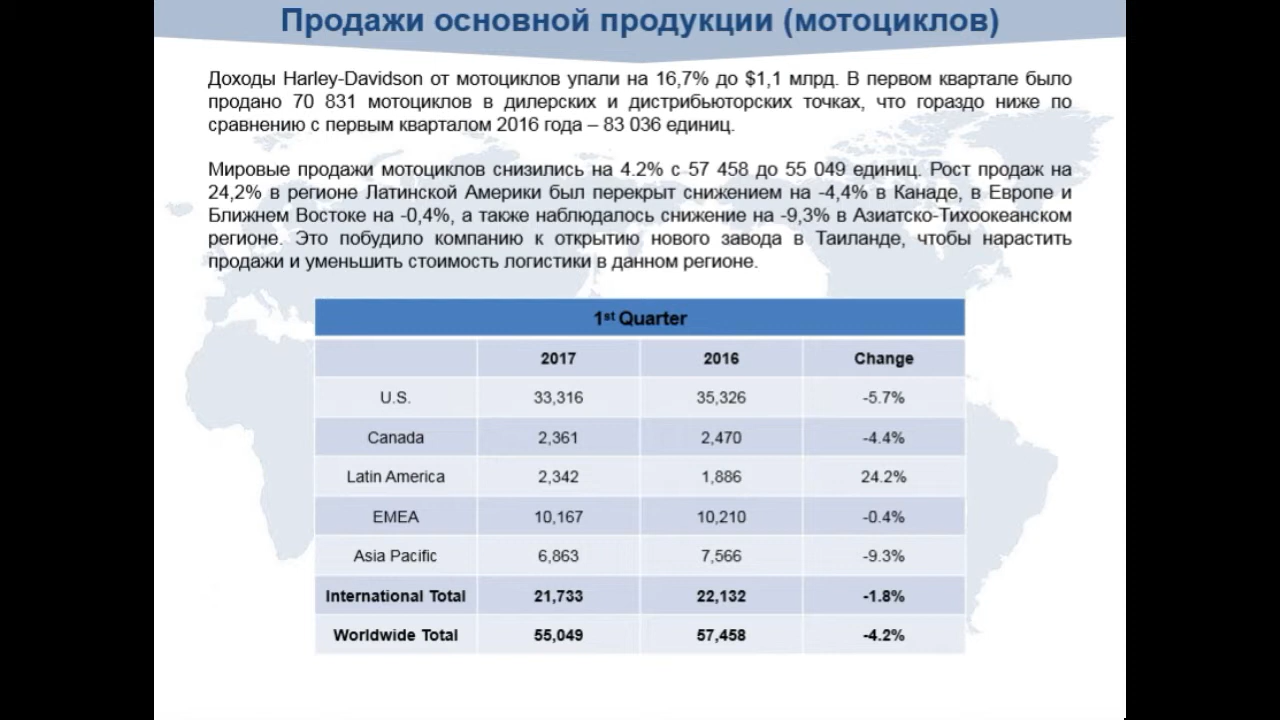 Продажи основной продукции (мотоциклов)
Доходы Harley-Davidson от мотоциклов упали на 16,7% до $1,1 млрд. В первом квартале было
продано 70 831 мотоциклов в дилерских и дистрибьюторских точках, что гораздо ниже по
сравнению с первым кварталом 2016 года – 83 036 единиц.
Мировые продажи мотоциклов снизились на 4.2% с 57 458 до 55 049 единиц. Рост продаж на
24,2% в регионе Латинской Америки был перекрыт снижением на -4,4% в Канаде, в Европе и
Ближнем Востоке на -0,4%, а также наблюдалось снижение на -9,3% в Азиатско-Тихоокеанском
регионе. Это побудило компанию к открытию нового завода в Таиланде, чтобы нарастить
продажи и уменьшить стоимость логистики в данном регионе.
1st Quarter
2017 2016 Change
U.S. 33,316 35,326 -5.7%
Canada 2,361 2,470 -4.4%
Latin America 2,342 1,886 24.2%
EMEA 10,167 10,210 -0.4%
Asia Pacific 6,863 7,566 -9.3%
International Total 21,733 22,132 -1.8%
Worldwide Total 55,049 57,458 -4.2%